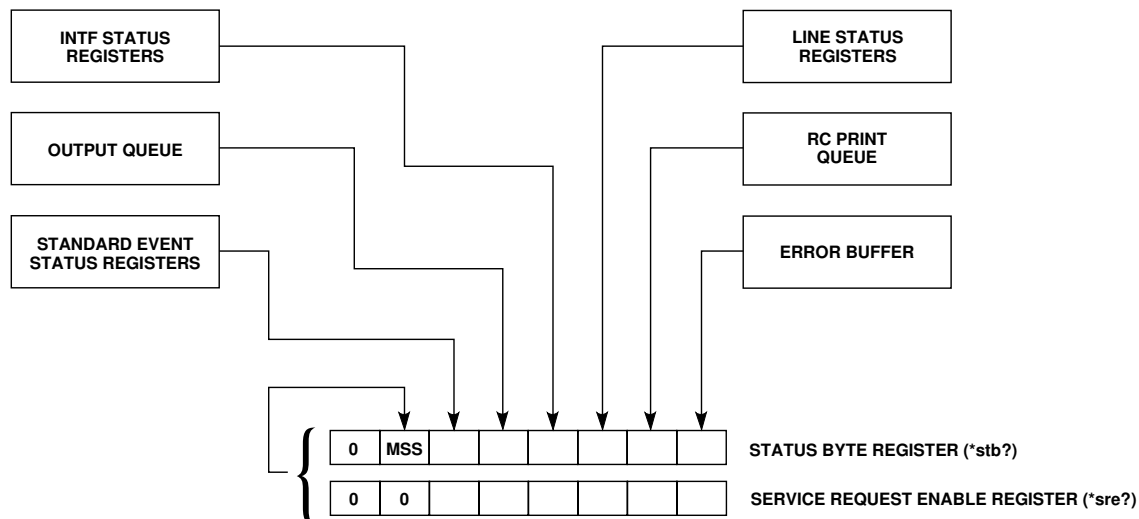 INTF STATUS
REGISTERS
LINE STATUS
REGISTERS
OUTPUT QUEUE
RC PRINT
QUEUE
STANDARD EVENT
STATUS REGISTERS
ERROR BUFFER
0 MSS
STATUS BYTE REGISTER (*stb?)
0 0
SERVICE REQUEST ENABLE REGISTER (*sre?)